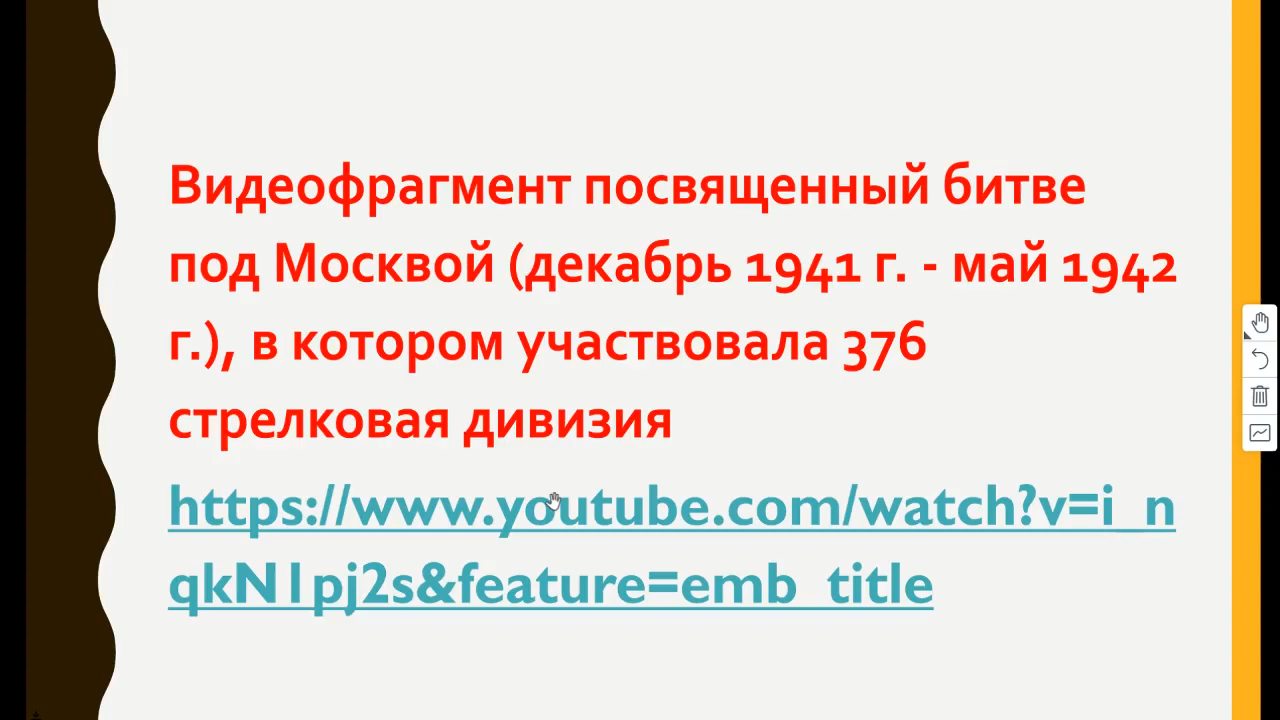 Видеофрагмент посвященный битве
под Москвой (декабрь 1941 г. - май 1942
г.), в котором участвовала 376
стрелковая дивизия
https://www.youtube.com/watch?v=i_n
qkN1pj2s&feature=emb_title